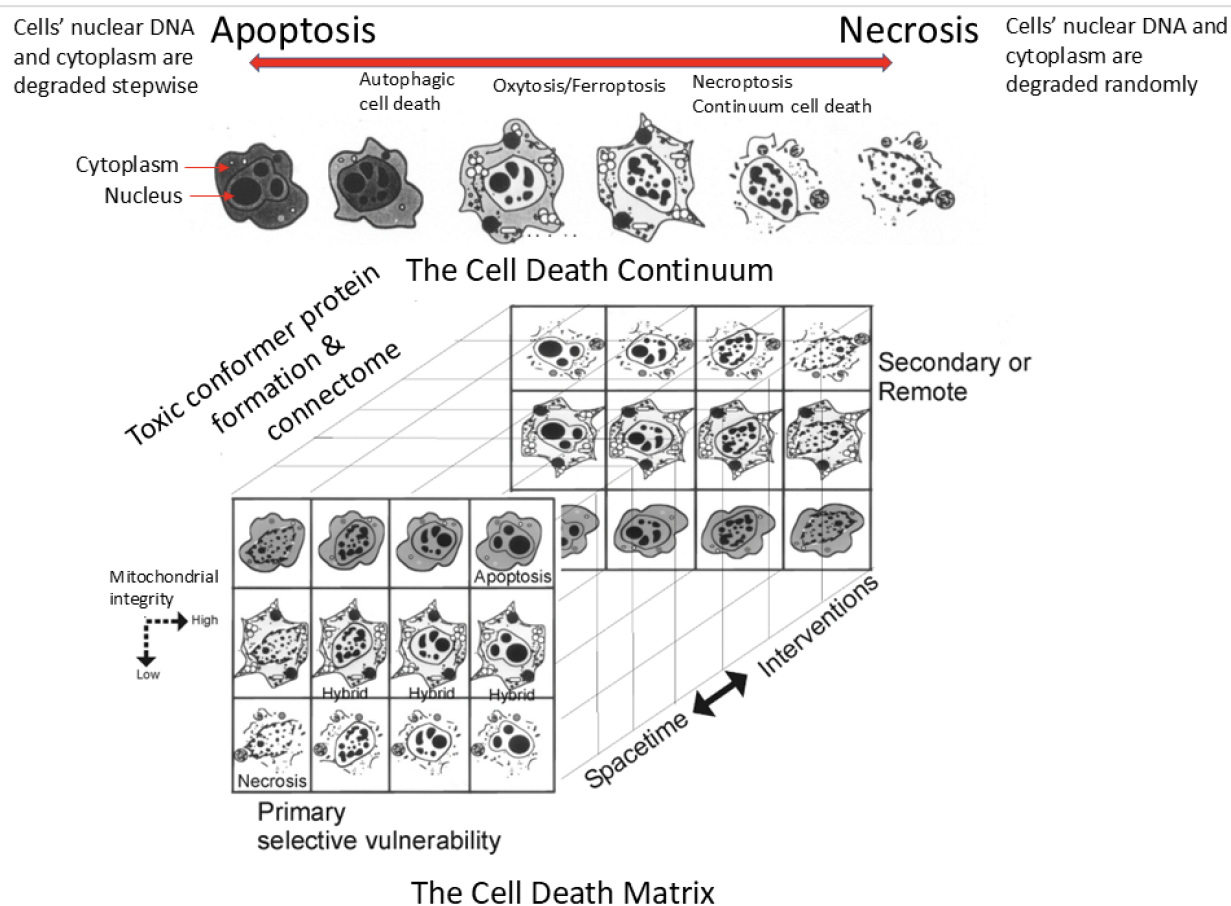 Cells’ nuclear DNA
and cytoplasm are
degraded stepwise
Apoptosis
Necrosis
Cells’ nuclear DNA and
cytoplasm are
degraded randomly
Autophagic
cell death
Oxytosis/Ferroptosis
Necroptosis
Continuum cell death
Cytoplasm
Nucleus
The Cell Death Continuum
Toxic conformer protein
formation &
connectome
Secondary or
Remote
Mitochondrial
integrity
High
Low
Apoptosis
Hybrid
Hybrid
Hybrid
Necrosis
Spacetime
Interventions
Primary
selective vulnerability
The Cell Death Matrix